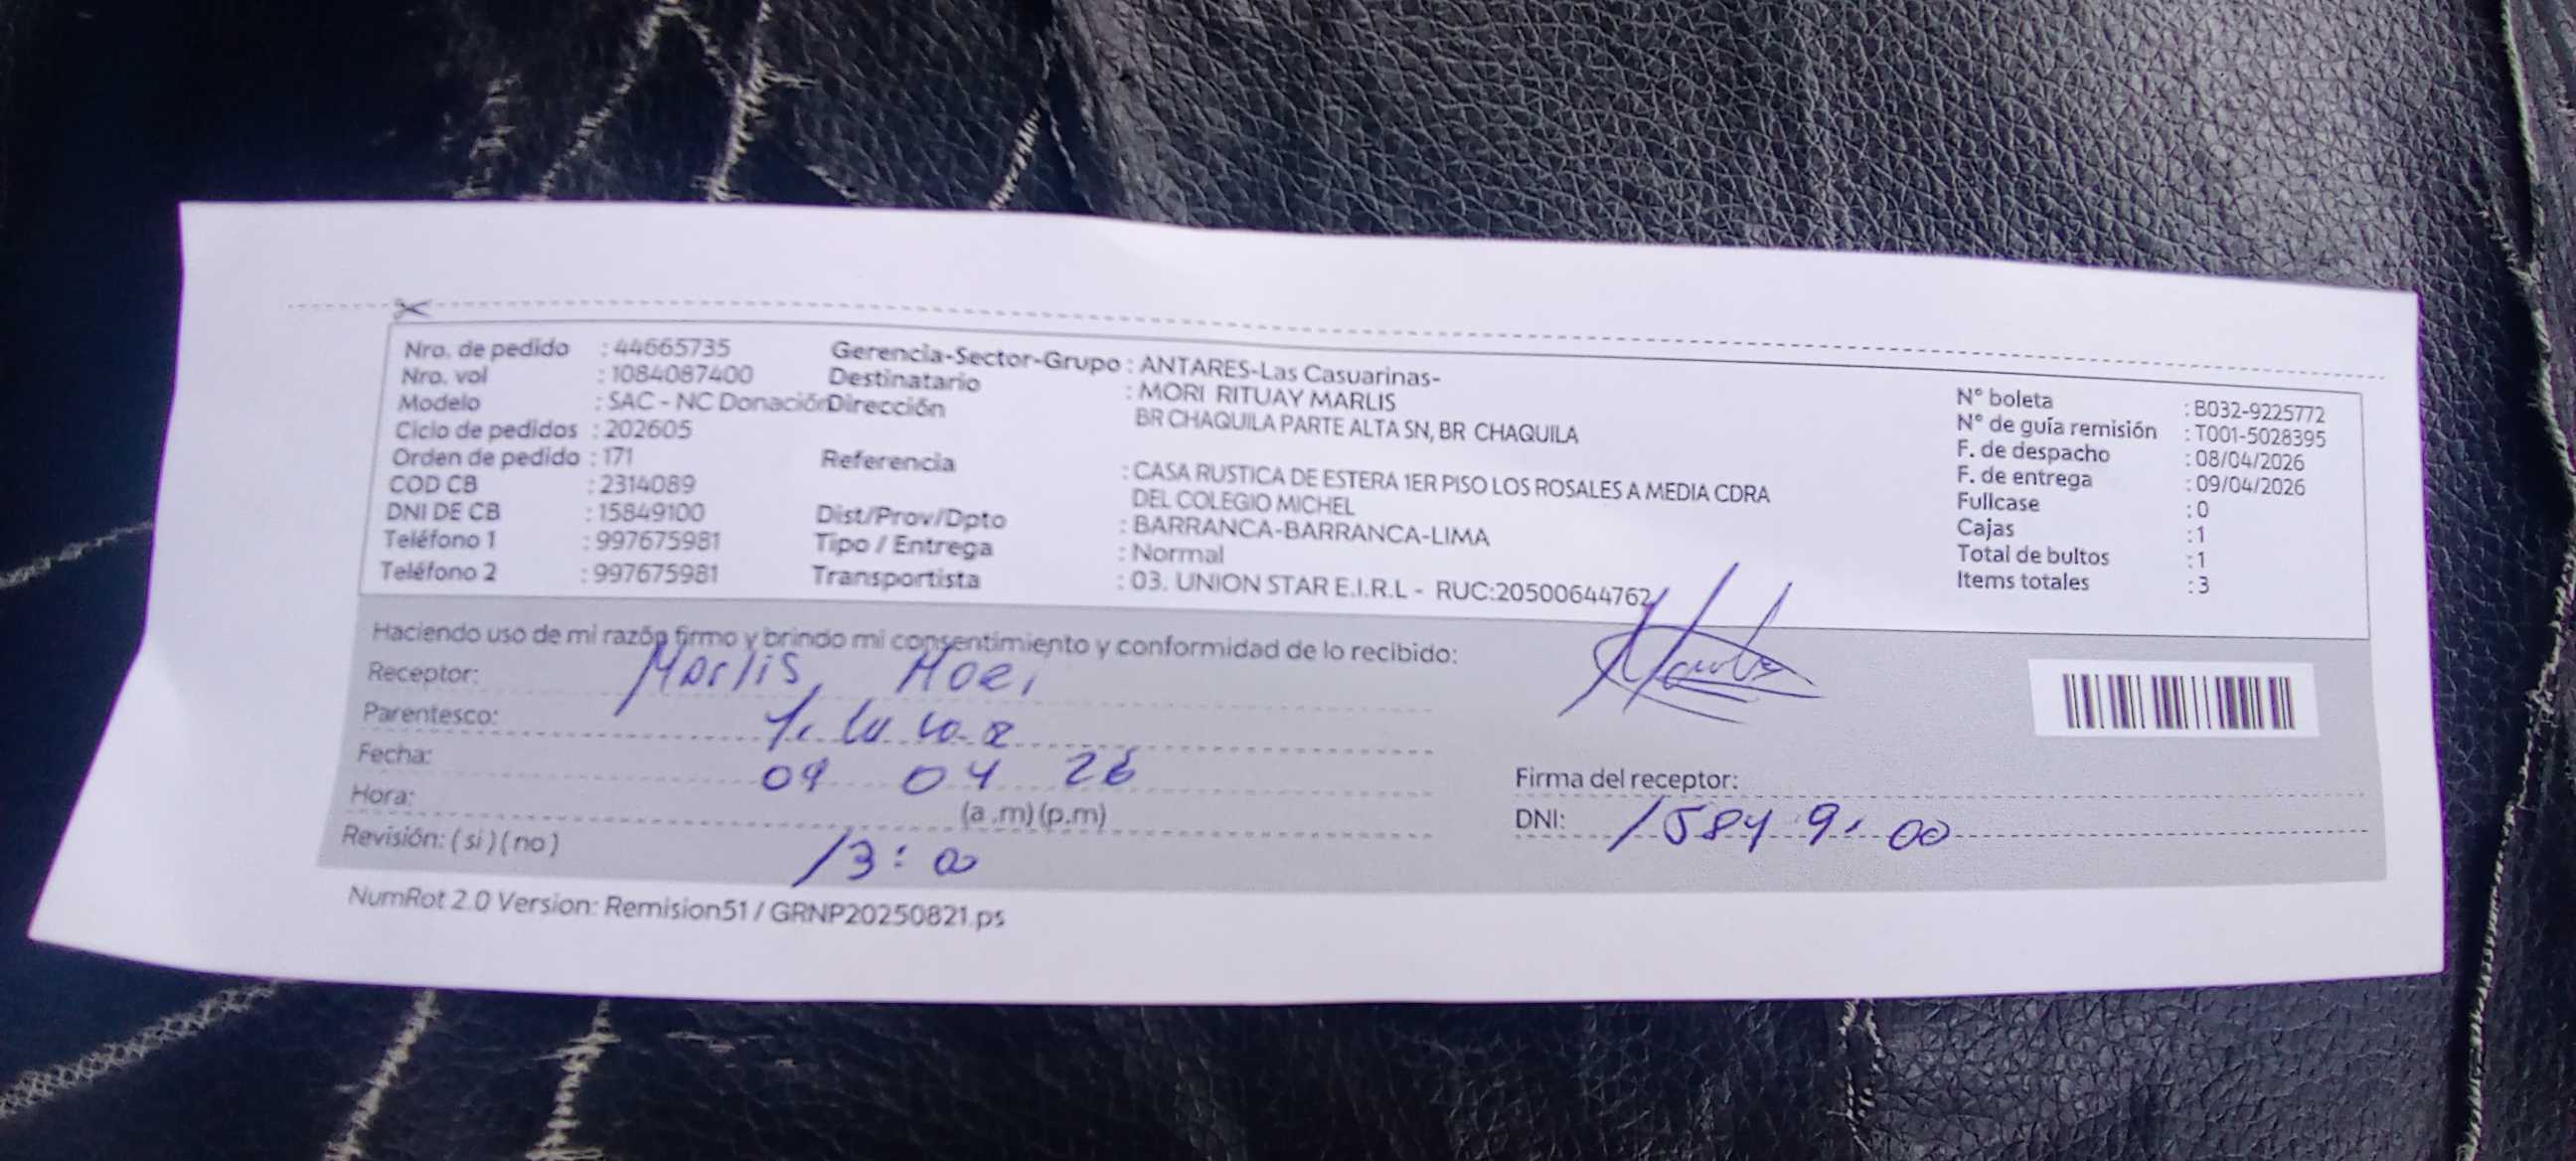 Nro. de pedido : 44665735
Nro. vol : 1084087400
Modelo : SAC - NC Donación
Ciclo de pedidos : 202605
Orden de pedido : 171
COD CB : 2314089
DNI DE CB : 15849100
Teléfono 1 : 997675981
Teléfono 2 : 997675981
Gerencia-Sector-Grupo : ANTARES-Las Casuarinas-
Destinatario : MORI RITUAY MARLIS
Dirección BR CHAQUILA PARTE ALTA SN, BR CHAQUILA
Referencia : CASA RUSTICA DE ESTERA 1ER PISO LOS ROSALES A MEDIA CDRA
DEL COLEGIO MICHEL
Dist/Prov/Dpto : BARRANCA-BARRANCA-LIMA
Tipo / Entrega : Normal
Transportista : 03. UNION STAR E.I.R.L - RUC:20500644762
N° boleta : B032-9225772
N° de guía remisión : T001-5028395
F. de despacho : 08/04/2026
F. de entrega : 09/04/2026
Fullcase : 0
Cajas : 1
Total de bultos : 1
Items totales : 3
Haciendo uso de mi razón firmo y brindo mi consentimiento y conformidad de lo recibido:
Receptor: Marlis Mori
Parentesco:
Fecha: 09 04 26
Hora: (a .m) (p.m)
Revisión: ( si ) ( no ) 13:00
Firma del receptor:
DNI: 15849100
NumRot 2.0 Version: Remision51 / GRNP20250821.ps